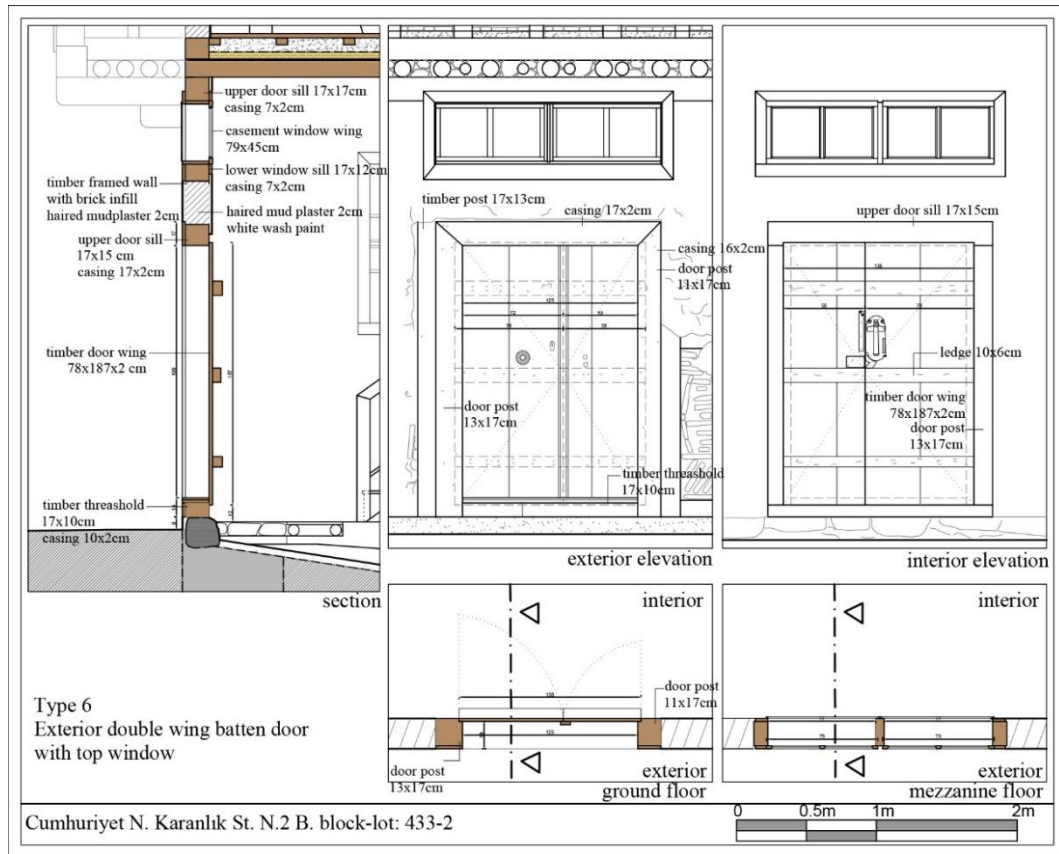 upper door sill 17x17cm
casing 7x2cm
casement window wing
79x45cm
lower window sill 17x12cm
casing 7x2cm
timber framed wall
with brick infill
haired mudplaster 2cm
haired mud plaster 2cm
white wash paint
upper door sill
17x15 cm
casing 17x2cm
timber door wing
78x187x2 cm
timber threashold
17x10cm
casing 10x2cm
section
timber post 17x13cm
casing 17x2cm
casing 16x2cm
door post
11x17cm
door post
13x17cm
timber threashold
17x10cm
exterior elevation
upper door sill 17x15cm
ledge 10x6cm
timber door wing
78x187x2cm
door post
13x17cm
interior elevation
interior
door post
11x17cm
door post
13x17cm
exterior
ground floor
interior
exterior
mezzanine floor
Type 6
Exterior double wing batten door
with top window
Cumhuriyet N. Karanlık St. N.2 B. block-lot: 433-2
0 0.5m 1m 2m